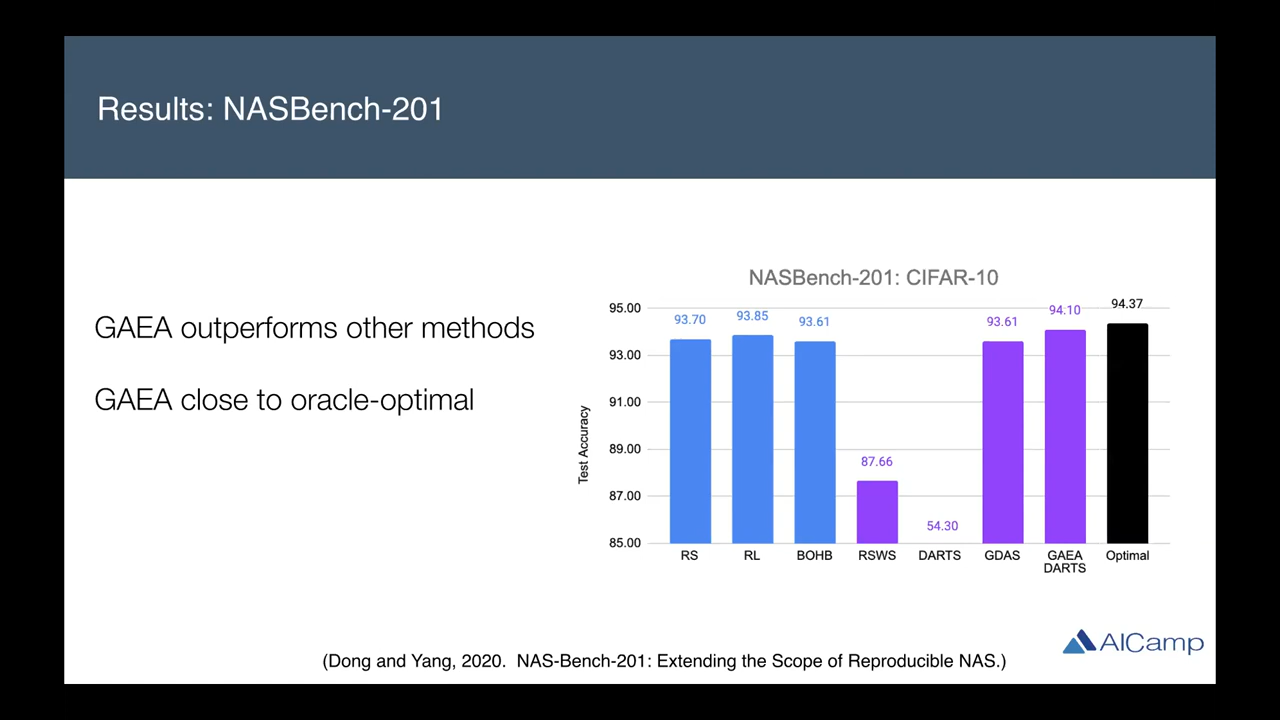 Results: NASBench-201
GAEA outperforms other methods
GAEA close to oracle-optimal
NASBench-201: CIFAR-10
Test Accuracy
95.00
93.00
91.00
89.00
87.00
85.00
93.70
93.85
93.61
87.66
54.30
93.61
94.10
94.37
RS
RL
BOHB
RSWS
DARTS
GDAS
GAEA
DARTS
Optimal
(Dong and Yang, 2020. NAS-Bench-201: Extending the Scope of Reproducible NAS.)
AICamp